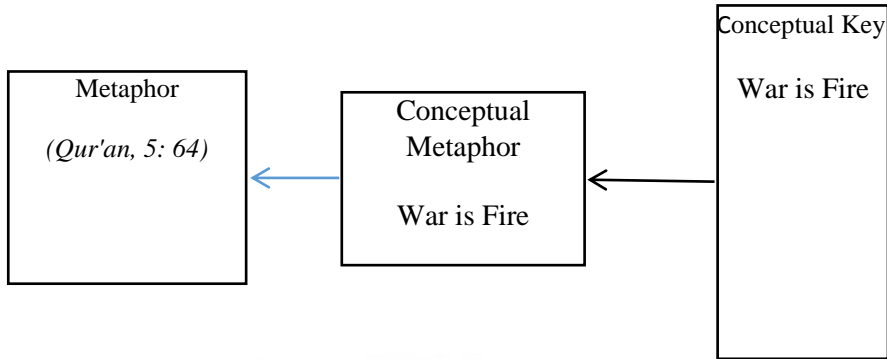 Metaphor
(Qur'an, 5: 64)
Conceptual
Metaphor
War is Fire
Conceptual Key
War is Fire